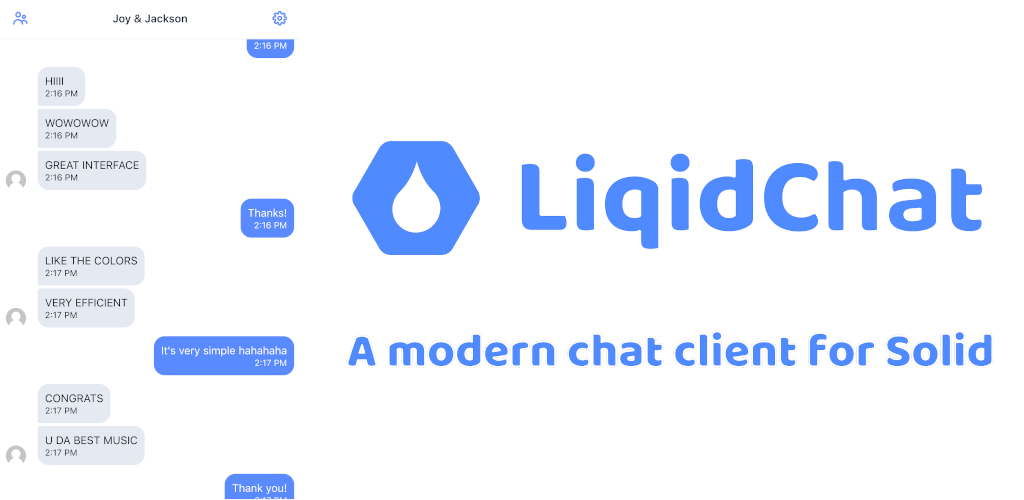 Joy & Jackson
2:16 PM
HIIII
2:16 PM
WOWOWOW
2:16 PM
GREAT INTERFACE
2:16 PM
Thanks!
2:16 PM
LIKE THE COLORS
2:17 PM
VERY EFFICIENT
2:17 PM
It's very simple hahahaha
2:17 PM
CONGRATS
2:17 PM
U DA BEST MUSIC
2:17 PM
Thank you!
2:17 PM
LiqidChat
A modern chat client for Solid